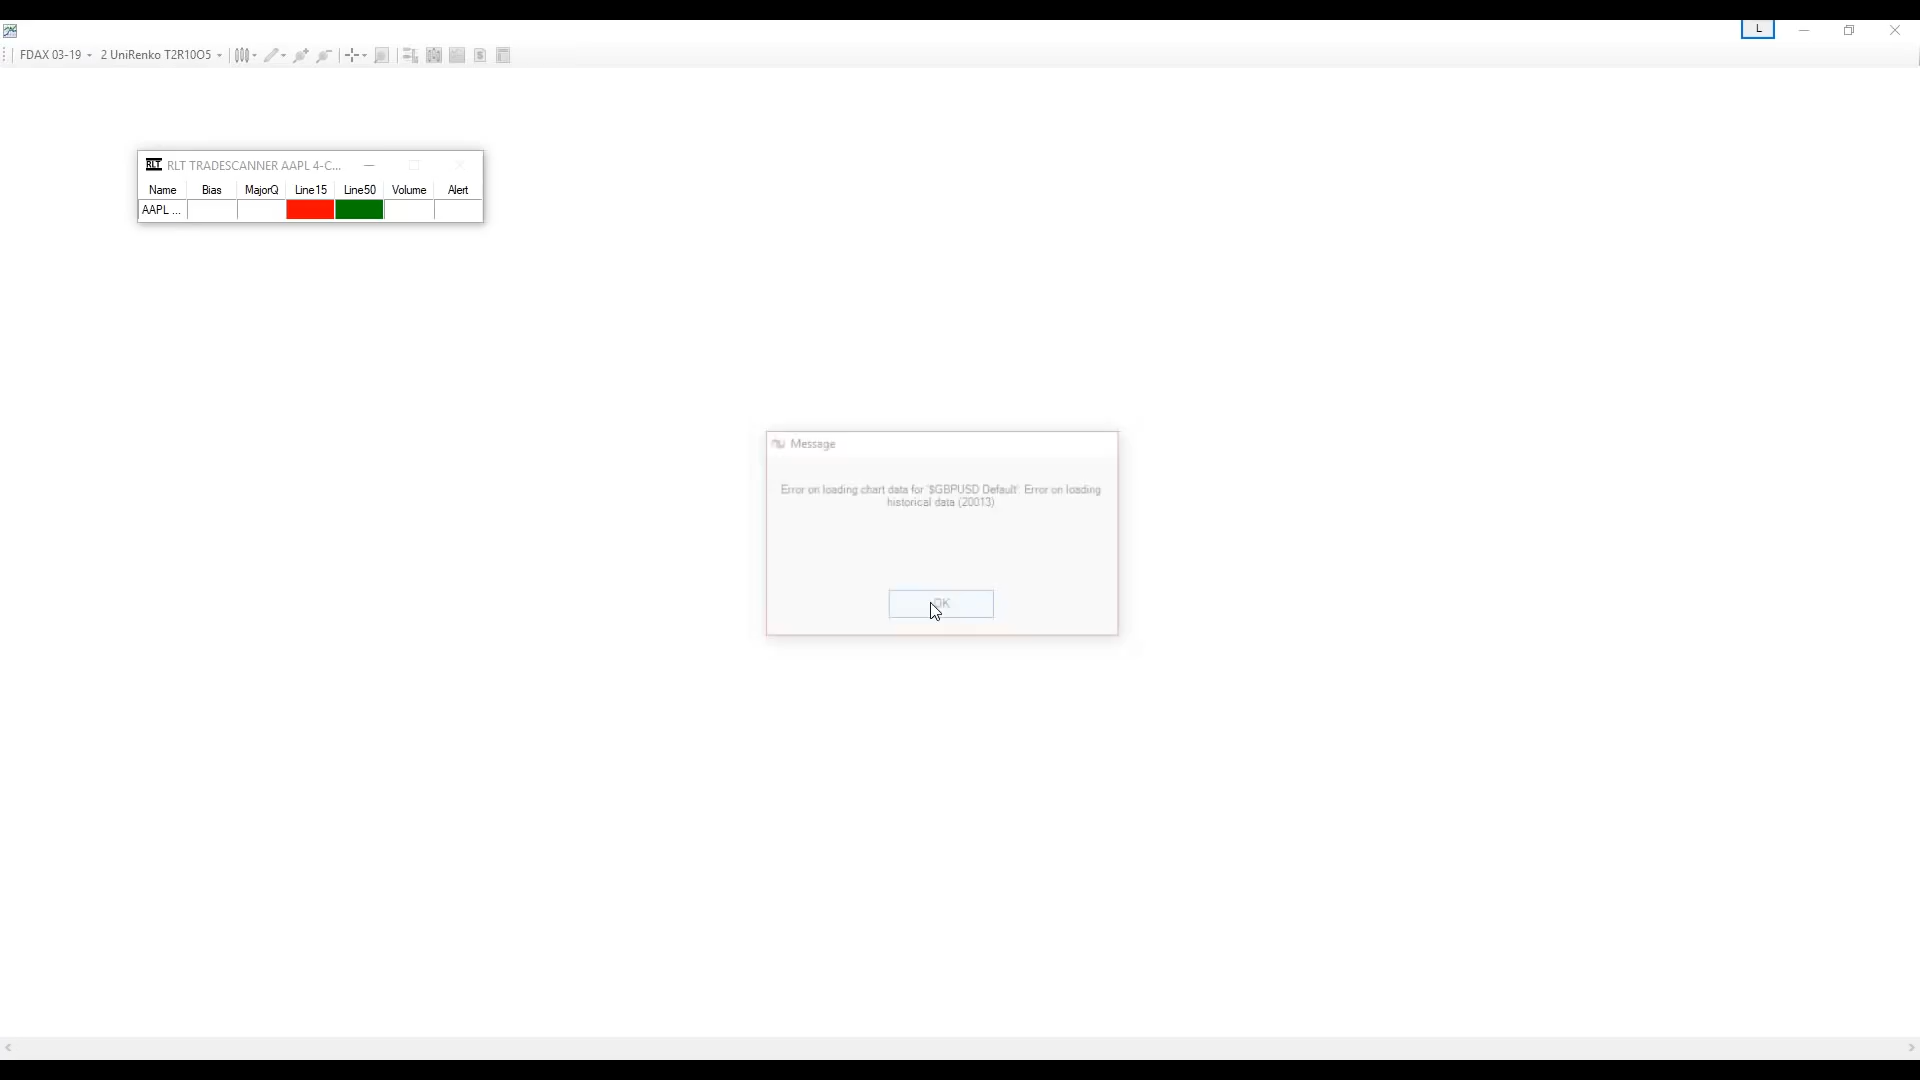 L
FDAX 03-19 2 UniRenko T2R10O5
RLT RLT TRADESCANNER AAPL 4-C...
Name Bias MajorQ Line15 Line50 Volume Alert
AAPL ...
Message
Error on loading chart data for '$GBPUSD Default' Error on loading
historical data (20013)
OK